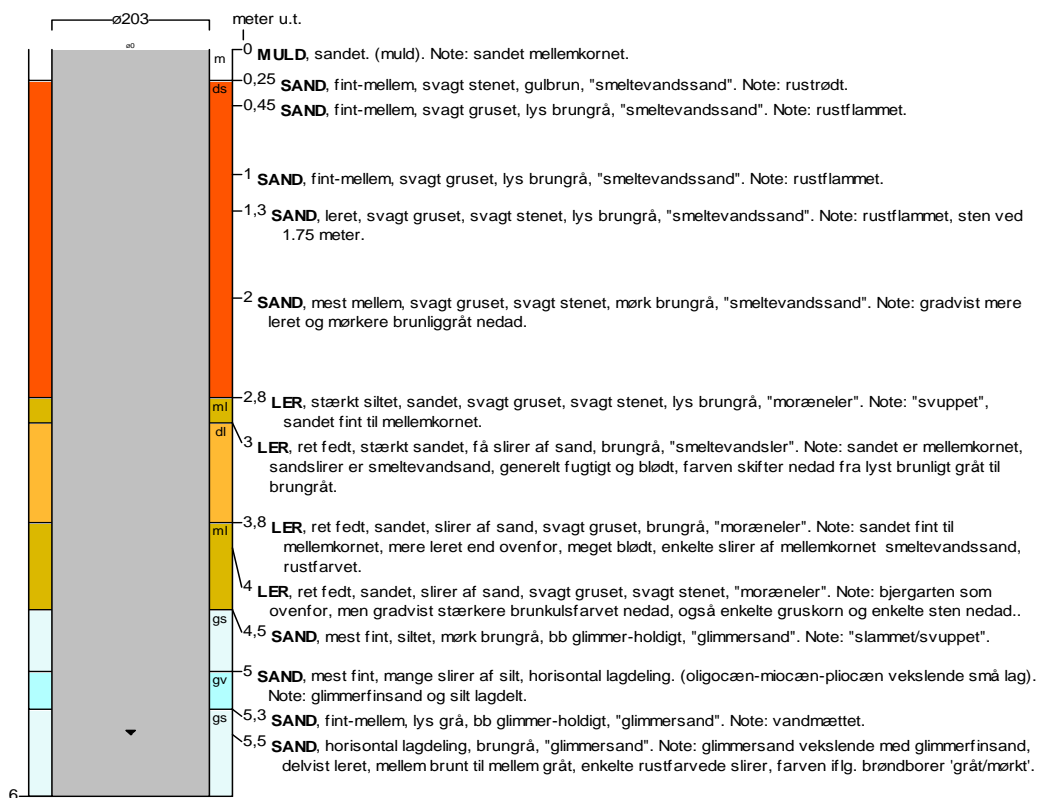 ø203
meter u.t.
ø0
0 MULD, sandet. (muld). Note: sandet mellemkornet.
m
0,25 SAND, fint-mellem, svagt stenet, gulbrun, "smeltevandssand". Note: rustrødt.
ds
0,45 SAND, fint-mellem, svagt gruset, lys brungrå, "smeltevandssand". Note: rustflammet.
1 SAND, fint-mellem, svagt gruset, lys brungrå, "smeltevandssand". Note: rustflammet.
1,3 SAND, leret, svagt gruset, svagt stenet, lys brungrå, "smeltevandssand". Note: rustflammet, sten ved
1.75 meter.
2 SAND, mest mellem, svagt gruset, svagt stenet, mørk brungrå, "smeltevandssand". Note: gradvist mere
leret og mørkere brunliggråt nedad.
2,8 LER, stærkt siltet, sandet, svagt gruset, svagt stenet, lys brungrå, "moræneler". Note: "svuppet",
ml
sandet fint til mellemkornet.
dl
3 LER, ret fedt, stærkt sandet, få slirer af sand, brungrå, "smeltevandsler". Note: sandet er mellemkornet,
sandslirer er smeltevandsand, generelt fugtigt og blødt, farven skifter nedad fra lyst brunligt gråt til
brungråt.
3,8 LER, ret fedt, sandet, slirer af sand, svagt gruset, brungrå, "moræneler". Note: sandet fint til
ml
mellemkornet, mere leret end ovenfor, meget blødt, enkelte slirer af mellemkornet smeltevandssand,
rustfarvet.
4 LER, ret fedt, sandet, slirer af sand, svagt gruset, svagt stenet, "moræneler". Note: bjergarten som
ovenfor, men gradvist stærkere brunkulsfarvet nedad, også enkelte gruskorn og enkelte sten nedad..
gs
4,5 SAND, mest fint, siltet, mørk brungrå, bb glimmer-holdigt, "glimmersand". Note: "slammet/svuppet".
5 SAND, mest fint, mange slirer af silt, horisontal lagdeling. (oligocæn-miocæn-pliocæn vekslende små lag).
gv
Note: glimmerfinsand og silt lagdelt.
5,3 SAND, fint-mellem, lys grå, bb glimmer-holdigt, "glimmersand". Note: vandmættet.
gs
5,5 SAND, horisontal lagdeling, brungrå, "glimmersand". Note: glimmersand vekslende med glimmerfinsand,
delvist leret, mellem brunt til mellem gråt, enkelte rustfarvede slirer, farven iflg. brøndborer 'gråt/mørkt'.
6